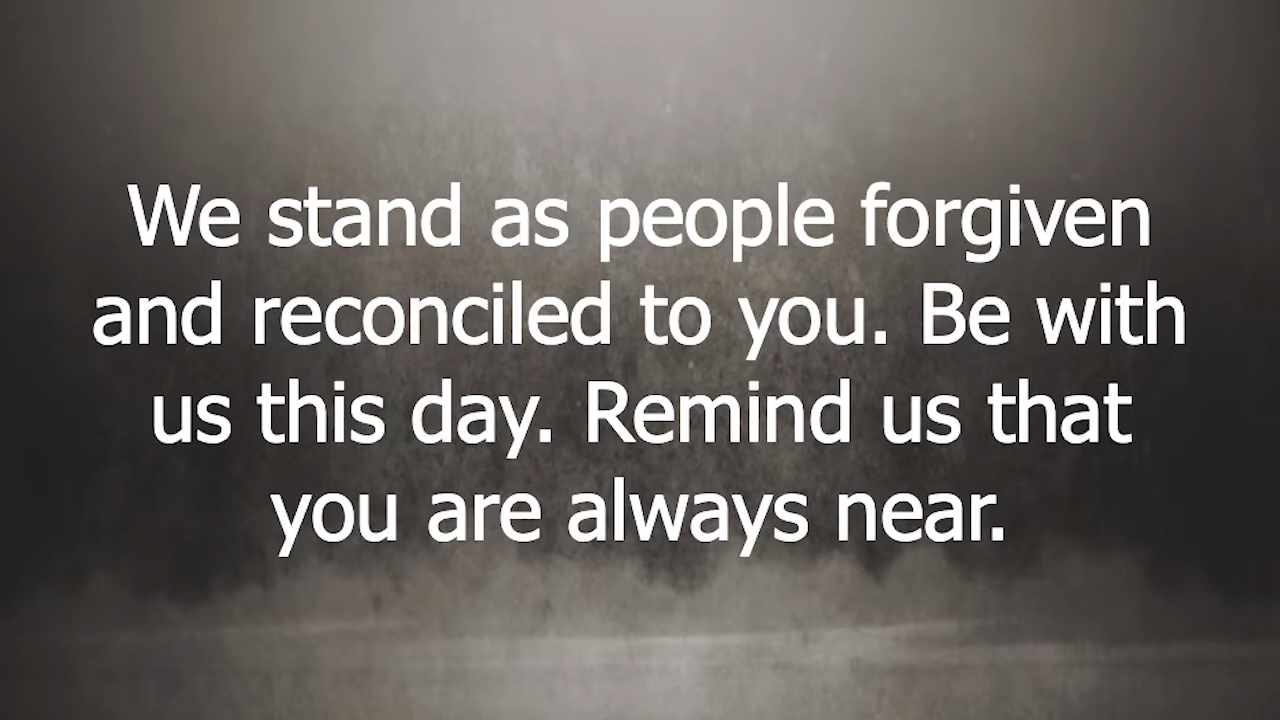 We stand as people forgiven
and reconciled to you. Be with
us this day. Remind us that
you are always near.